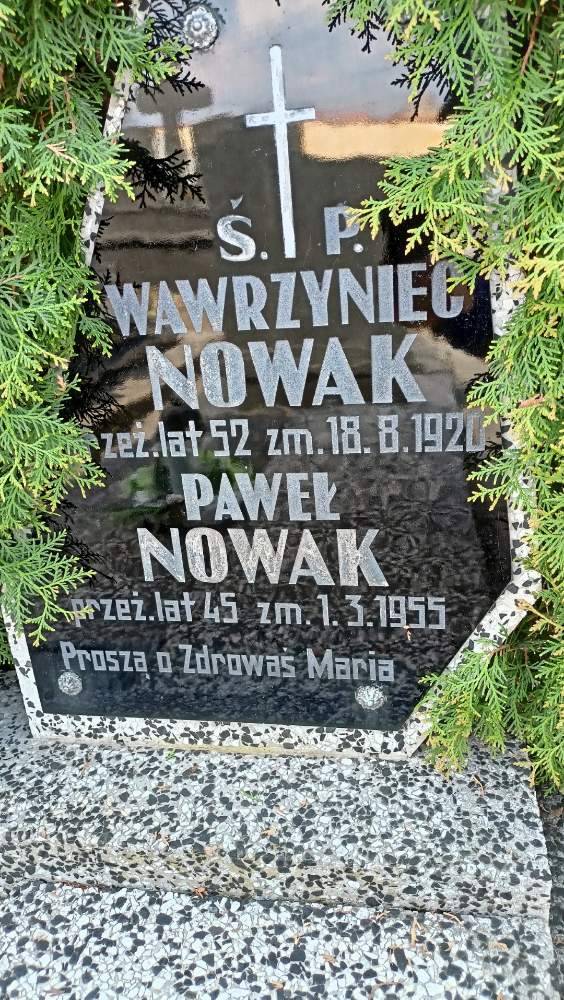 Ś. P.
WAWRZYNIEC
NOWAK
przeż. lat 52 zm. 18. 8. 1920
PAWEŁ
NOWAK
przeż. lat 45 zm. 1. 3. 1955
Proszą o Zdrowaś Maria